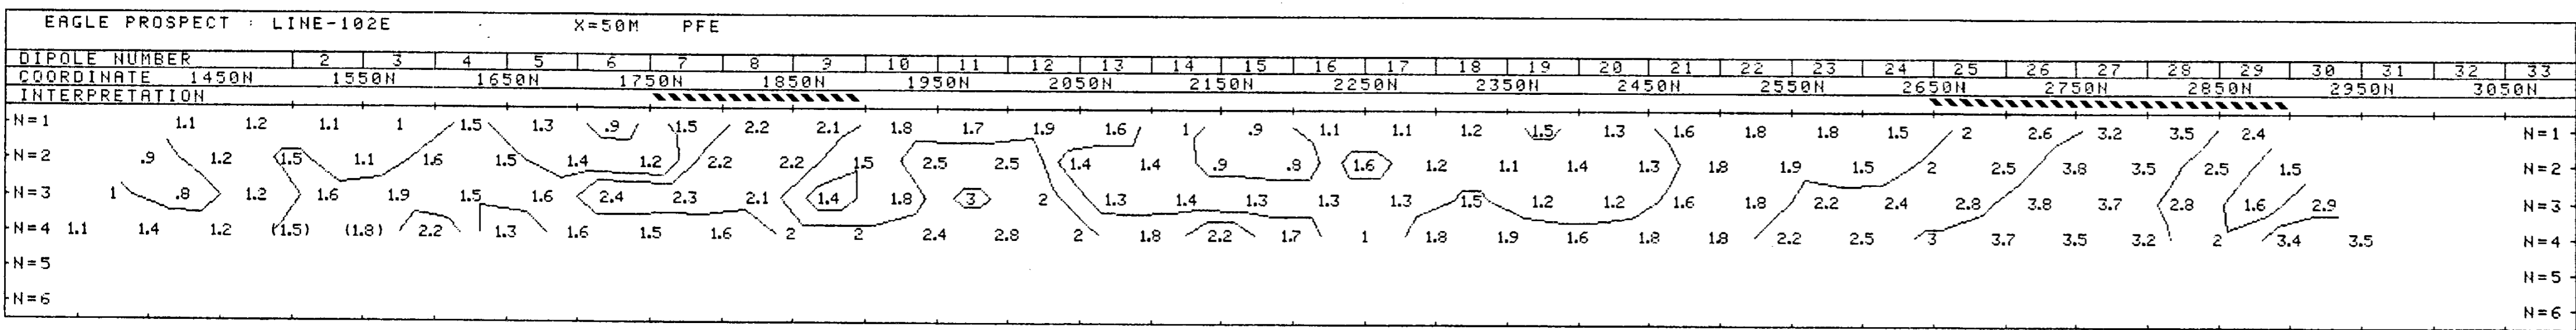 EAGLE PROSPECT : LINE-102E X=50M PFE
DIPOLE NUMBER 2 3 4 5 6 7 8 9 10 11 12 13 14 15 16 17 18 19 20 21 22 23 24 25 26 27 28 29 30 31 32 33
COORDINATE 1450N 1550N 1650N 1750N 1850N 1950N 2050N 2150N 2250N 2350N 2450N 2550N 2650N 2750N 2850N 2950N 3050N
INTERPRETATION
N=1 1.1 1.2 1.1 1 1.5 1.3 .9 1.5 2.2 2.1 1.8 1.7 1.9 1.6 1 .9 1.1 1.1 1.2 1.5 1.3 1.6 1.8 1.8 1.5 2 2.6 3.2 3.5 2.4 N=1
N=2 .9 1.2 1.5 1.1 1.6 1.5 1.4 1.2 2.2 2.2 1.5 2.5 2.5 1.4 1.4 .9 .8 1.6 1.2 1.1 1.4 1.3 1.8 1.9 1.5 2 2.5 3.8 3.5 2.5 1.5 N=2
N=3 1 .8 1.2 1.6 1.9 1.5 1.6 2.4 2.3 2.1 1.4 1.8 3 2 1.3 1.4 1.3 1.3 1.3 1.5 1.2 1.2 1.6 1.8 2.2 2.4 2.8 3.8 3.7 2.8 1.6 2.9 N=3
N=4 1.1 1.4 1.2 (1.5) (1.8) 2.2 1.3 1.6 1.5 1.6 2 2 2.4 2.8 2 1.8 2.2 1.7 1 1.8 1.9 1.6 1.8 1.8 2.2 2.5 3 3.7 3.5 3.2 2 3.4 3.5 N=4
N=5 N=5
N=6 N=6